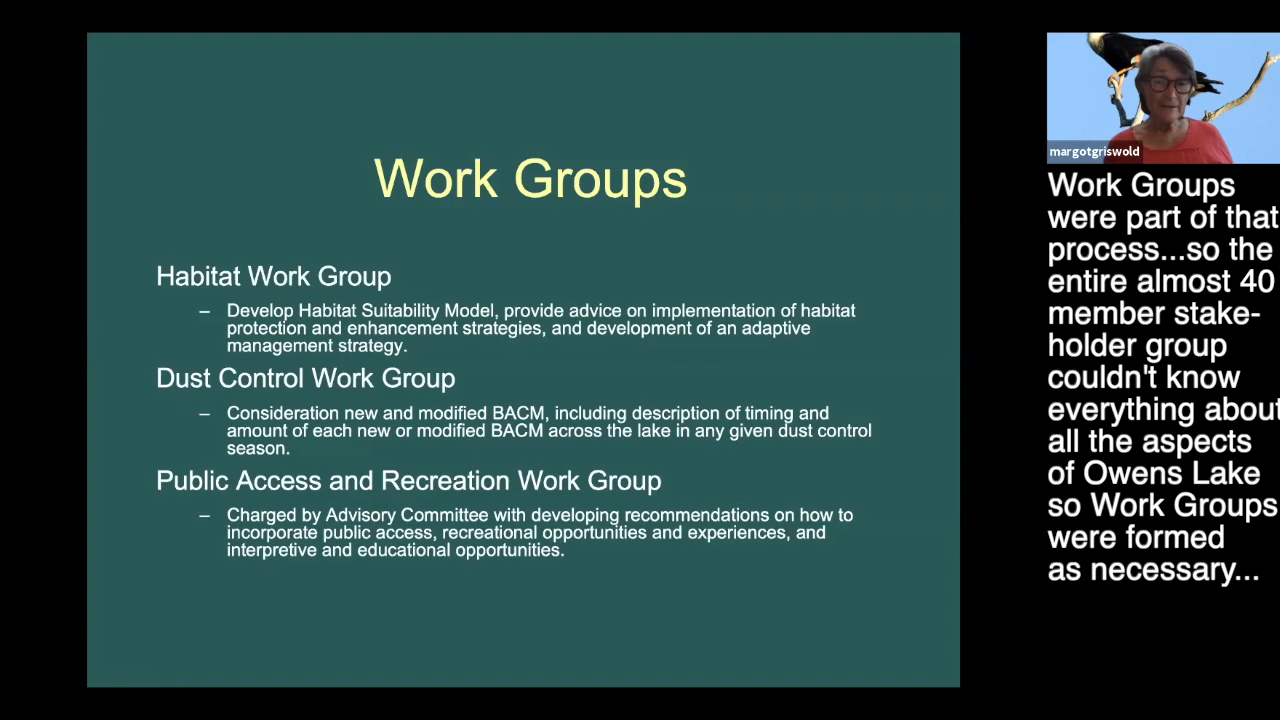 Work Groups
Habitat Work Group
– Develop Habitat Suitability Model, provide advice on implementation of habitat
protection and enhancement strategies, and development of an adaptive
management strategy.
Dust Control Work Group
– Consideration new and modified BACM, including description of timing and
amount of each new or modified BACM across the lake in any given dust control
season.
Public Access and Recreation Work Group
– Charged by Advisory Committee with developing recommendations on how to
incorporate public access, recreational opportunities and experiences, and
interpretive and educational opportunities.
margotgriswold
Work Groups
were part of that
process...so the
entire almost 40
member stake-
holder group
couldn't know
everything about
all the aspects
of Owens Lake
so Work Groups
were formed
as necessary...